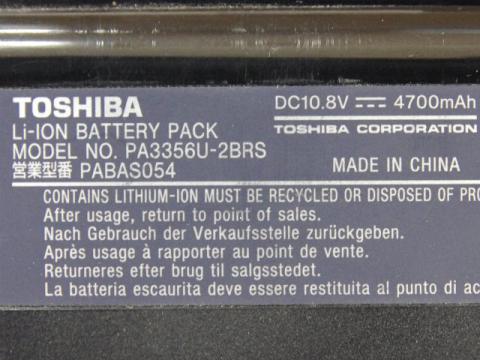 TOSHIBA
DC10.8V ⎓ 4700mAh
Li-ION BATTERY PACK
TOSHIBA CORPORATION
MODEL NO. PA3356U-2BRS
営業型番 PABAS054
MADE IN CHINA
CONTAINS LITHIUM-ION MUST BE RECYCLED OR DISPOSED OF
After usage, return to point of sales.
Nach Gebrauch der Verkaufsstelle zurückgeben.
Après usage à rapporter au point de vente.
Returneres efter brug til salgsstedet.
La batteria escaurita deve essere restituita al punto di